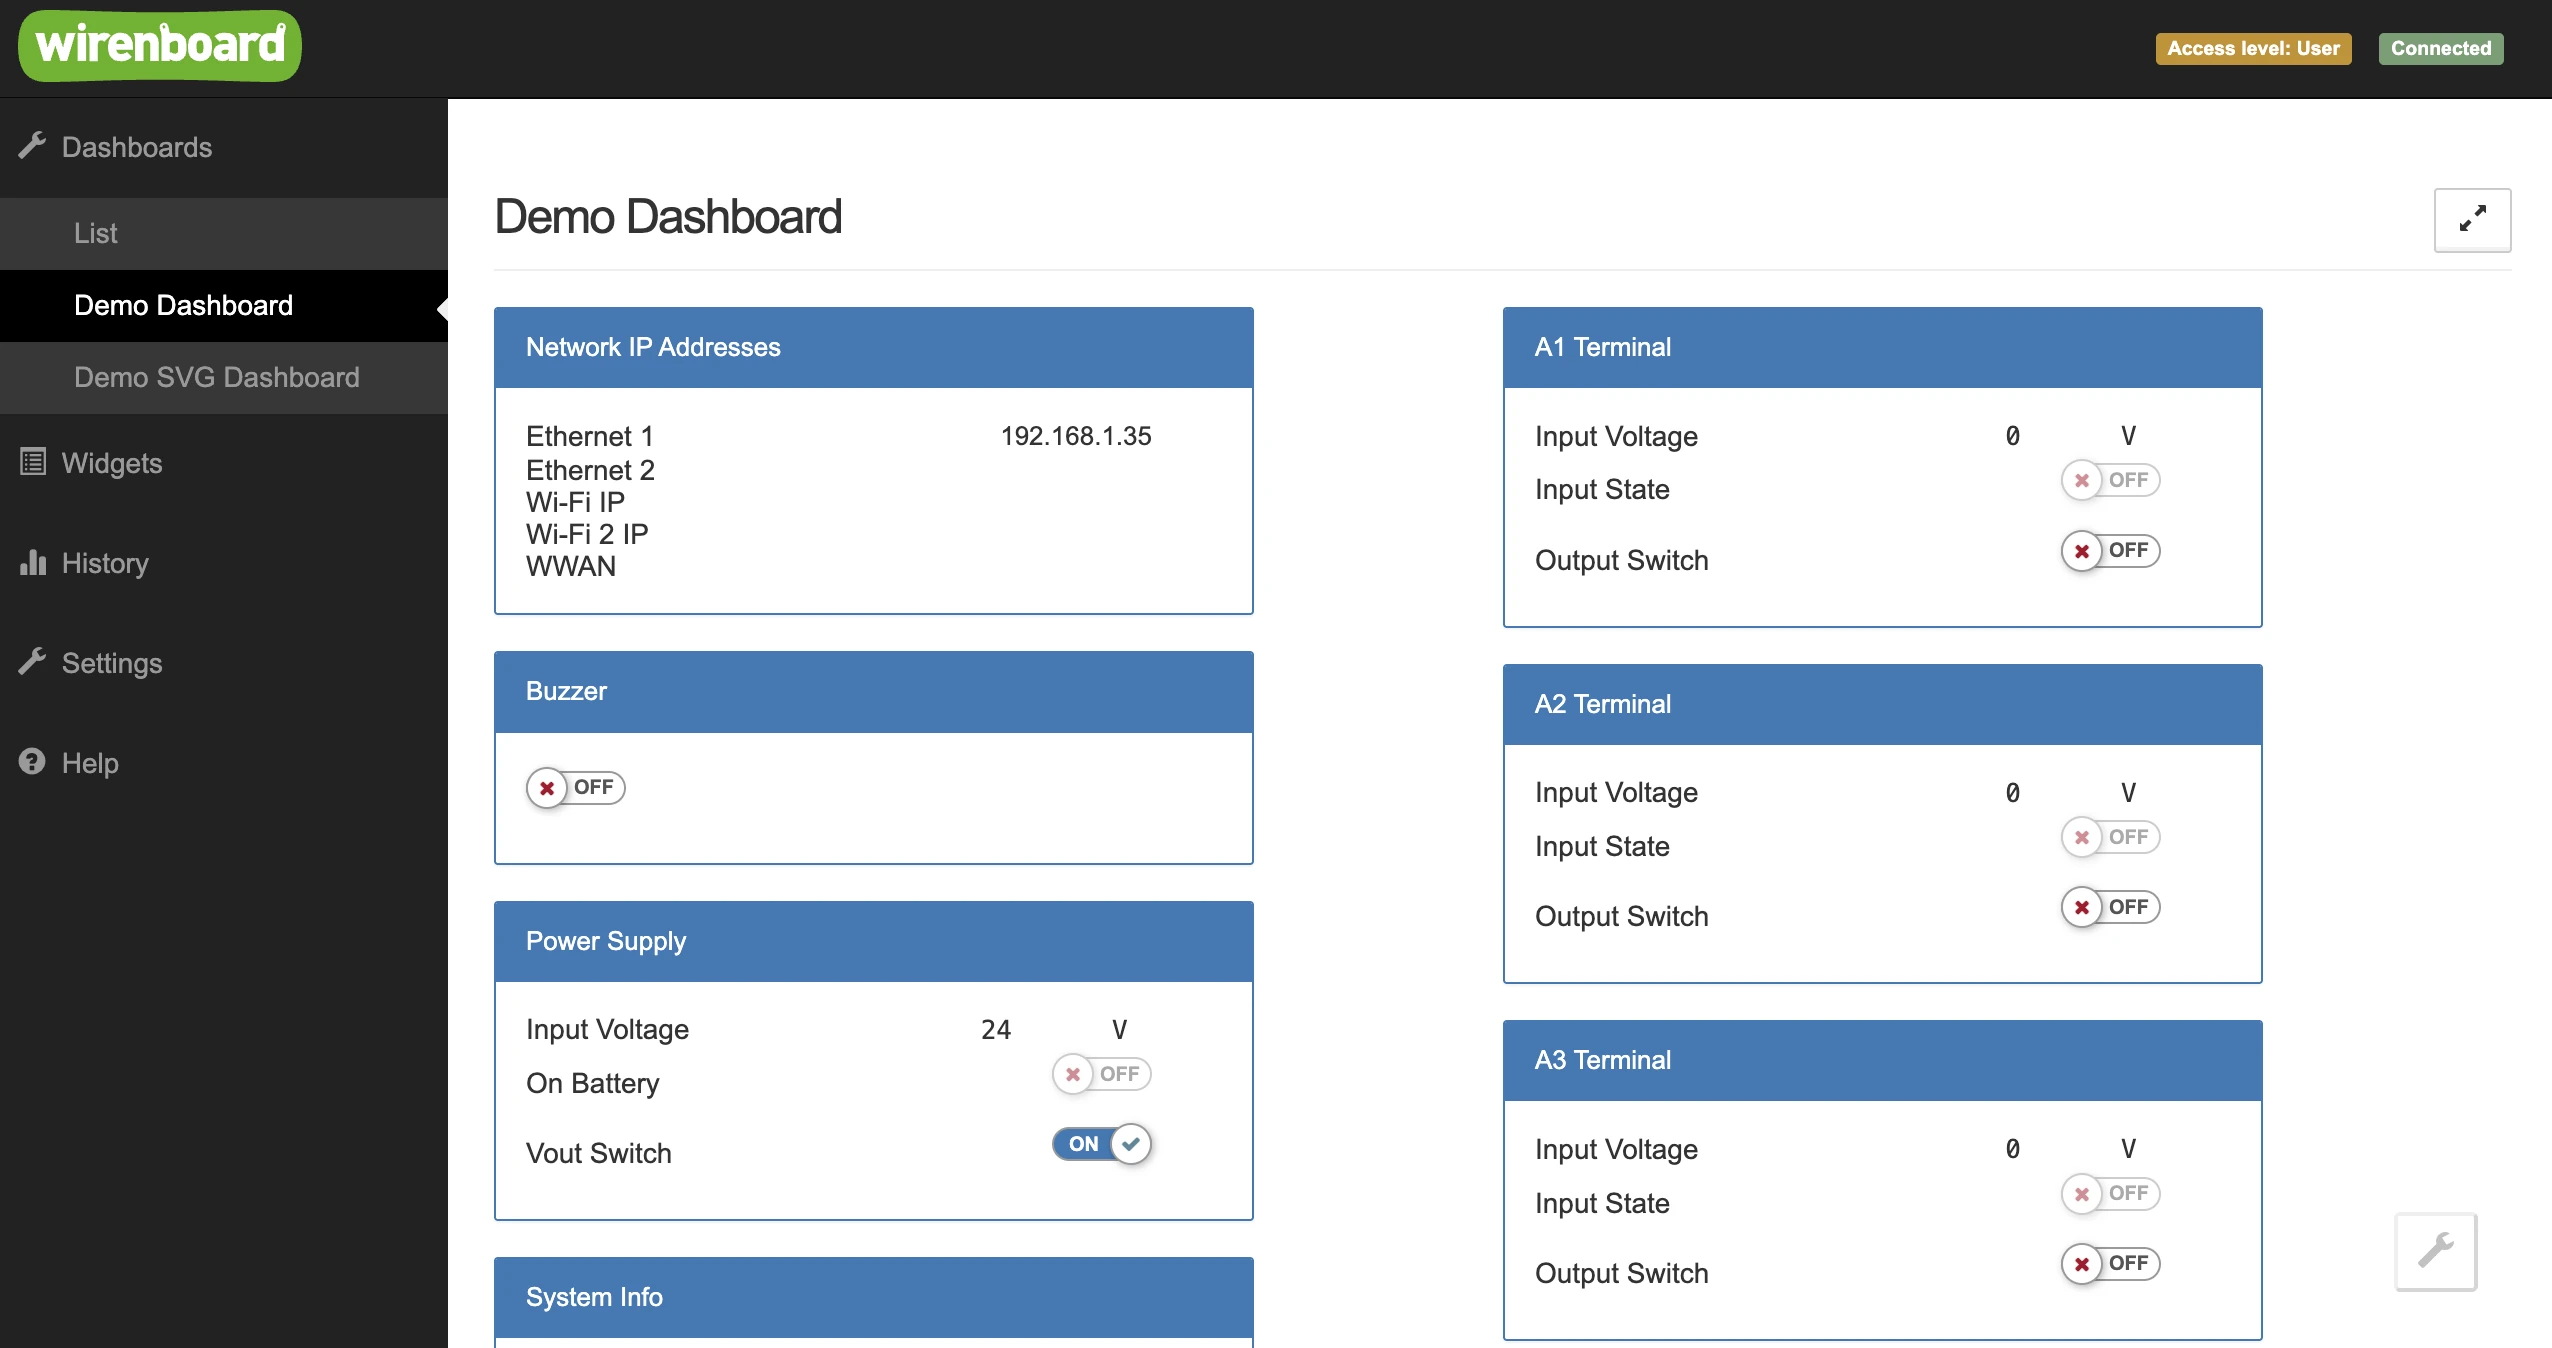 wirenboard
Access level: User
Connected
Dashboards
List
Demo Dashboard
Demo SVG Dashboard
Widgets
History
Settings
Help
Demo Dashboard
Network IP Addresses
Ethernet 1 192.168.1.35
Ethernet 2
Wi-Fi IP
Wi-Fi 2 IP
WWAN
Buzzer
OFF
Power Supply
Input Voltage 24 V
On Battery OFF
Vout Switch ON
System Info
A1 Terminal
Input Voltage 0 V
Input State OFF
Output Switch OFF
A2 Terminal
Input Voltage 0 V
Input State OFF
Output Switch OFF
A3 Terminal
Input Voltage 0 V
Input State OFF
Output Switch OFF